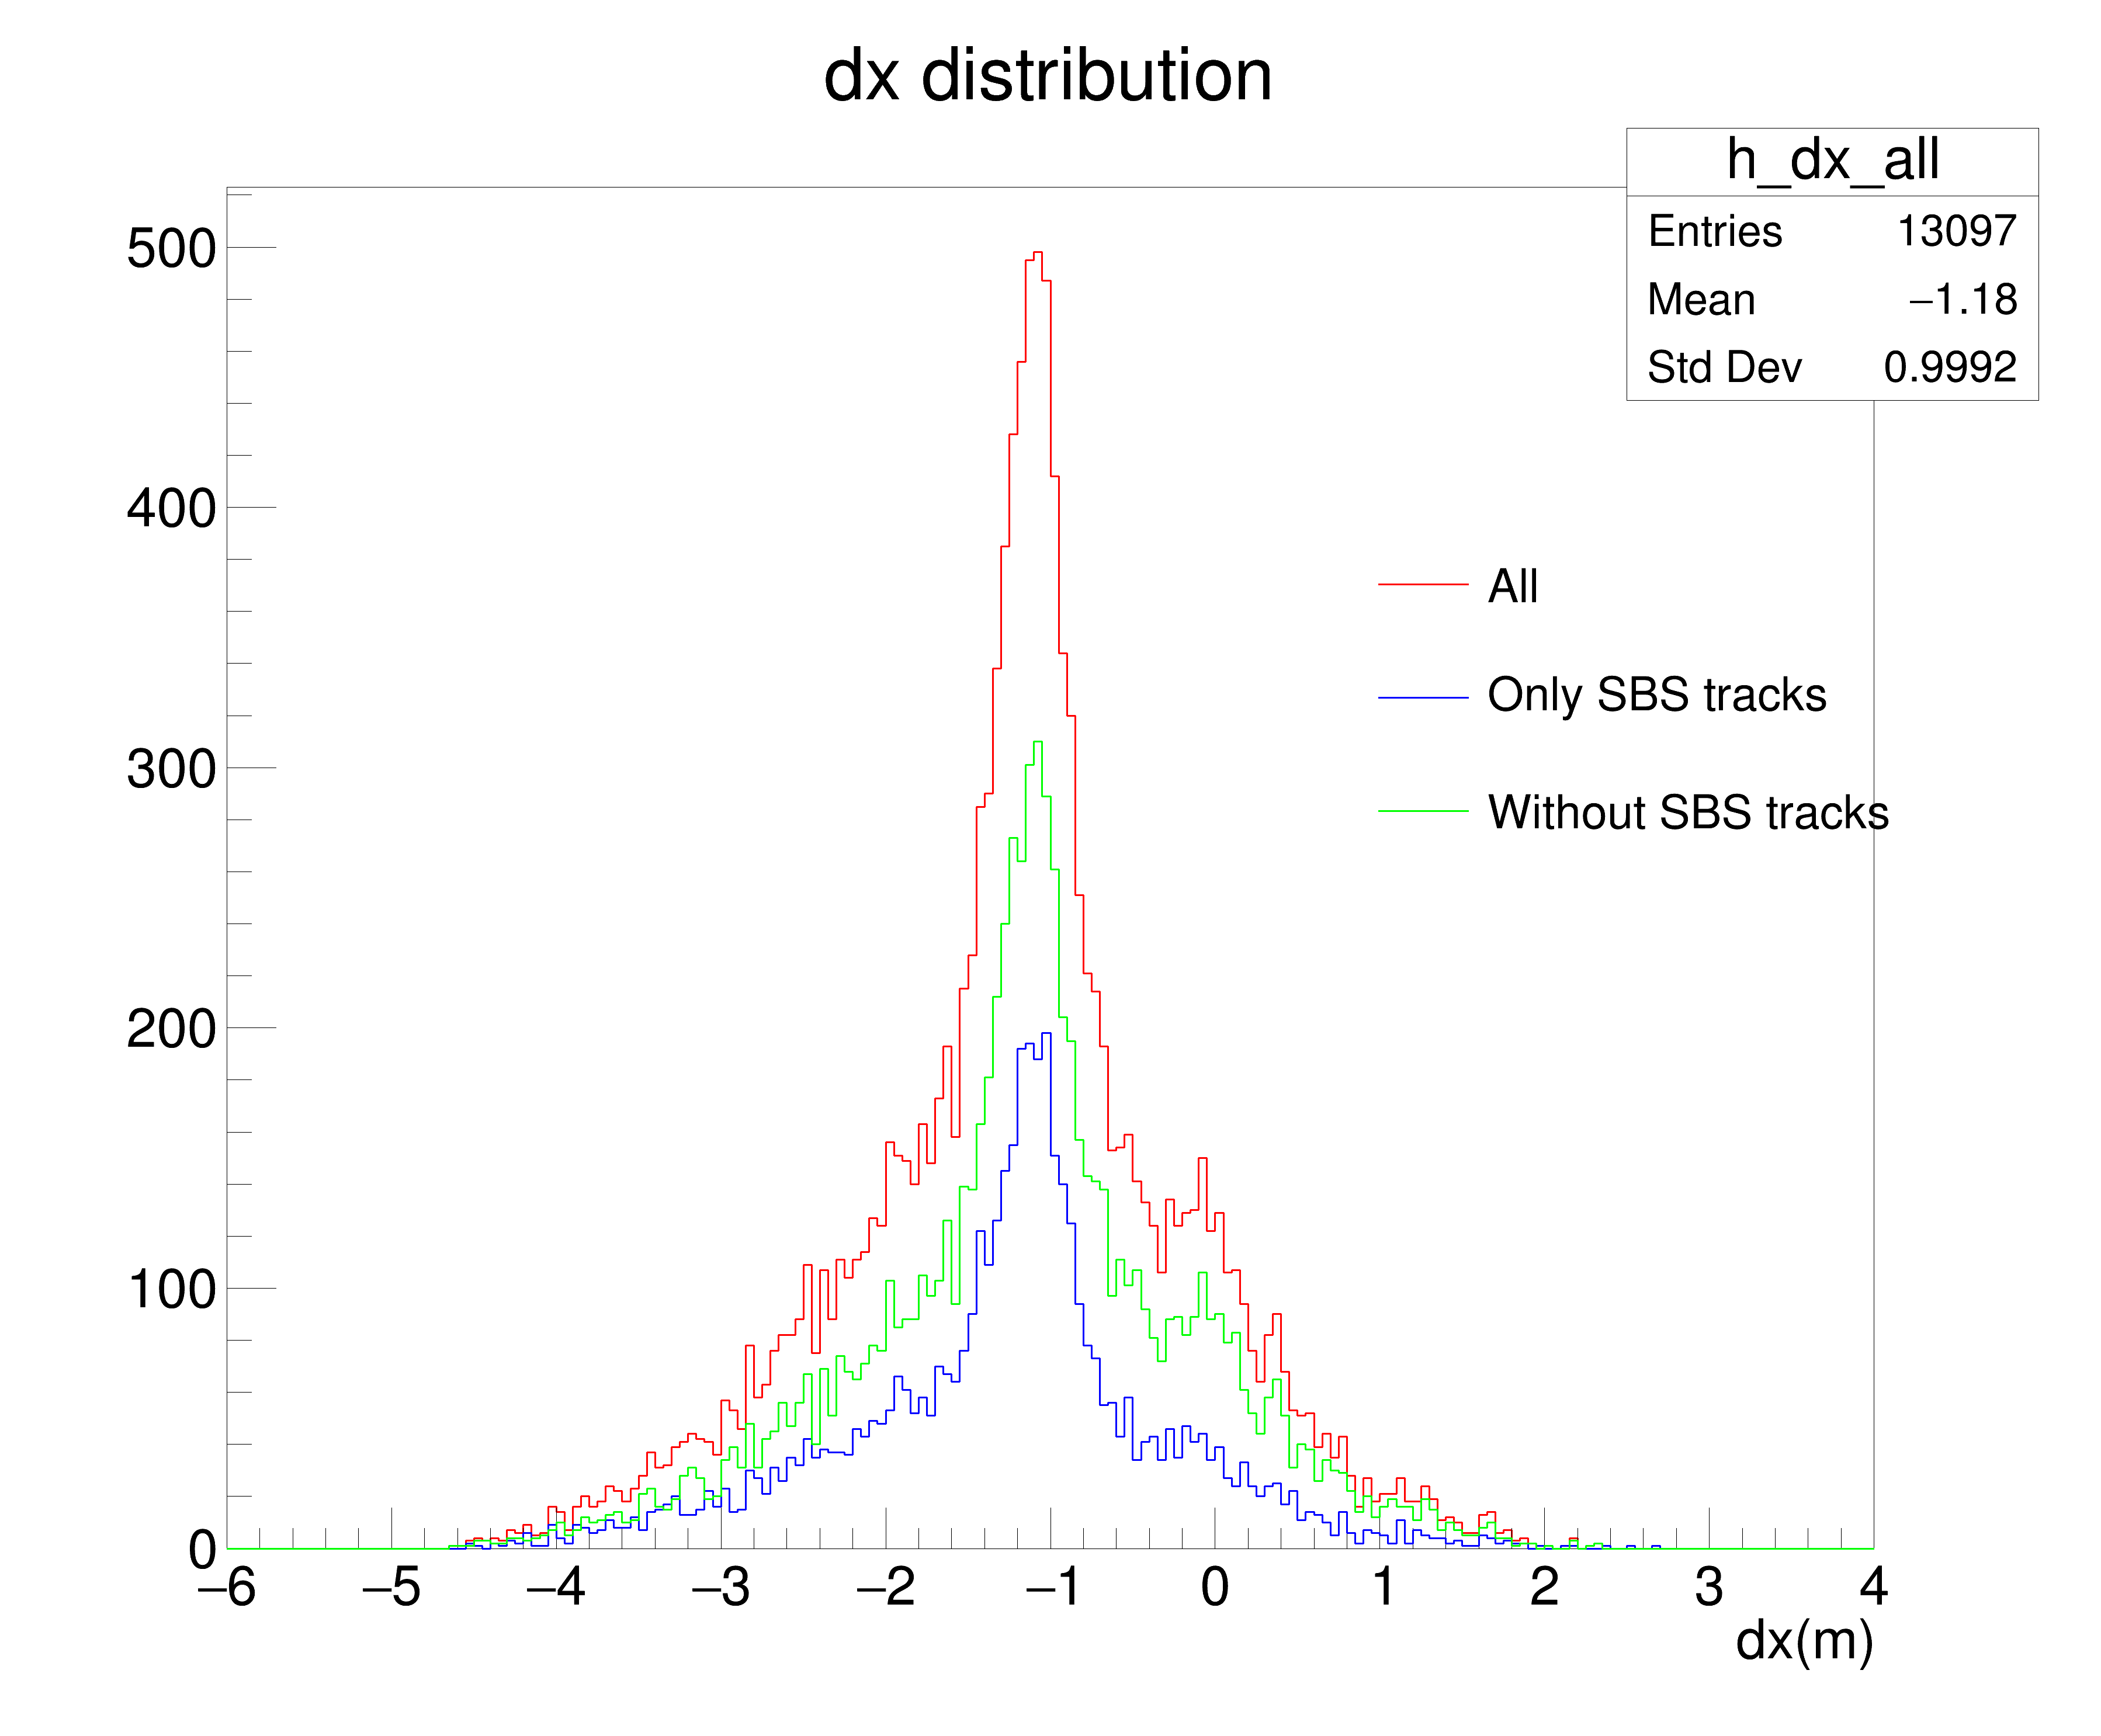 dx distribution
h_dx_all
Entries 13097
Mean −1.18
Std Dev 0.9992
500
400
300
200
100
0
All
Only SBS tracks
Without SBS tracks
−6 −5 −4 −3 −2 −1 0 1 2 3 4
dx(m)